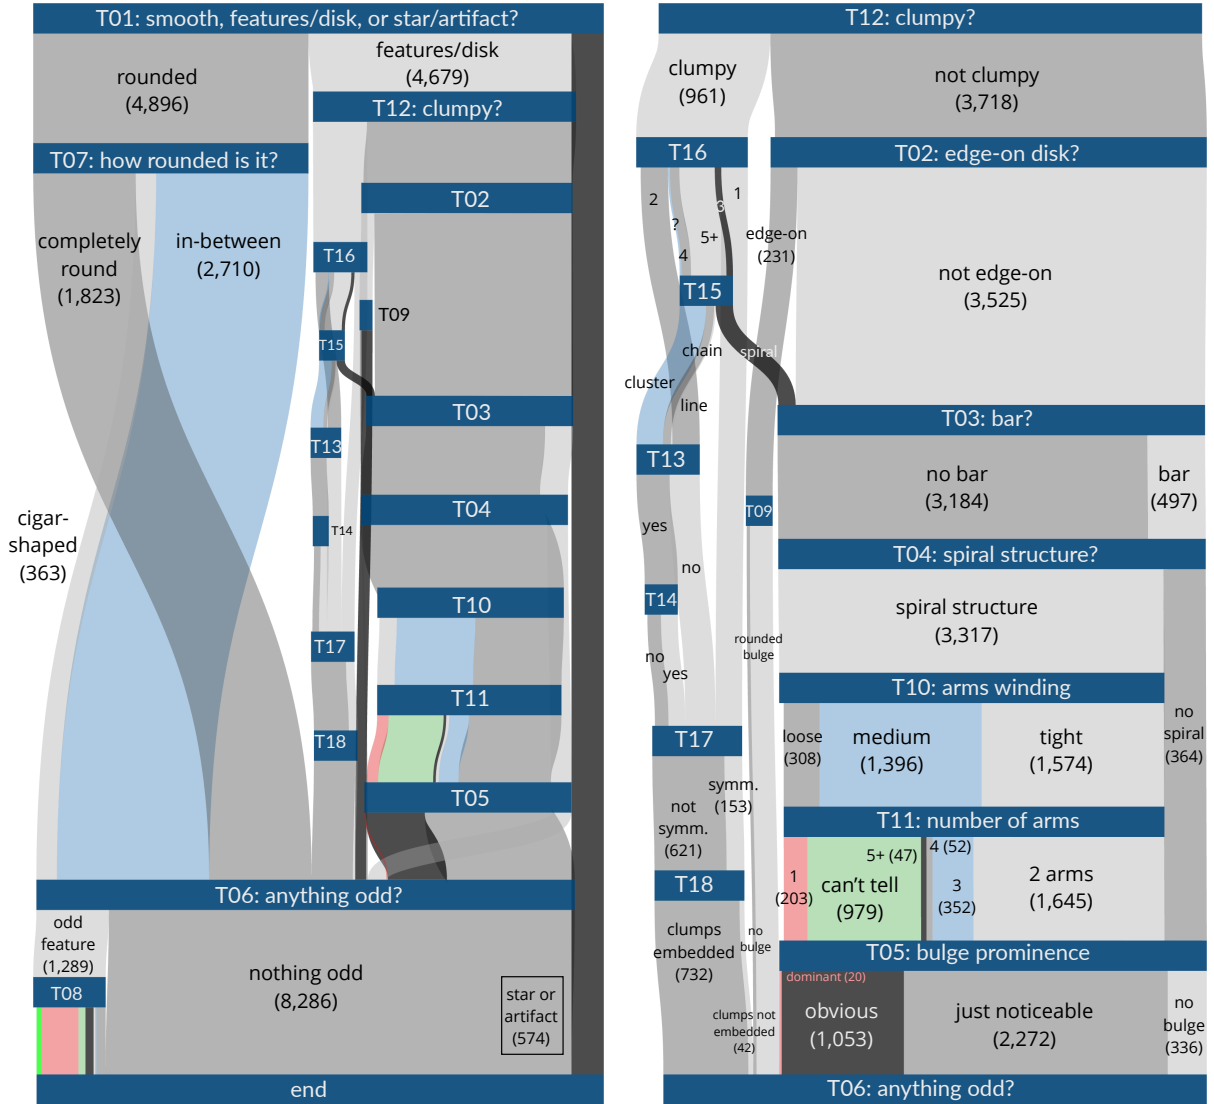 T01: smooth, features/disk, or star/artifact?
rounded
(4,896)
features/disk
(4,679)
T12: clumpy?
T07: how rounded is it?
T02
completely
round
(1,823)
in-between
(2,710)
T16
T09
T15
T03
T13
T04
cigar-
shaped
(363)
T14
T10
T17
T11
T18
T05
T06: anything odd?
odd
feature
(1,289)
nothing odd
(8,286)
T08
star or
artifact
(574)
end
T12: clumpy?
clumpy
(961)
not clumpy
(3,718)
T16
T02: edge-on disk?
2
?
4
5+
3
1
edge-on
(231)
not edge-on
(3,525)
T15
chain
spiral
cluster
line
T03: bar?
T13
no bar
(3,184)
bar
(497)
T09
yes
no
T04: spiral structure?
T14
spiral structure
(3,317)
rounded
bulge
no
yes
T10: arms winding
T17
loose
(308)
medium
(1,396)
tight
(1,574)
no
spiral
(364)
symm.
(153)
not
symm.
(621)
T11: number of arms
T18
1
(203)
can't tell
(979)
5+ (47)
4 (52)
3
(352)
2 arms
(1,645)
clumps
embedded
(732)
no
bulge
T05: bulge prominence
dominant (20)
clumps not
embedded
(42)
obvious
(1,053)
just noticeable
(2,272)
no
bulge
(336)
T06: anything odd?